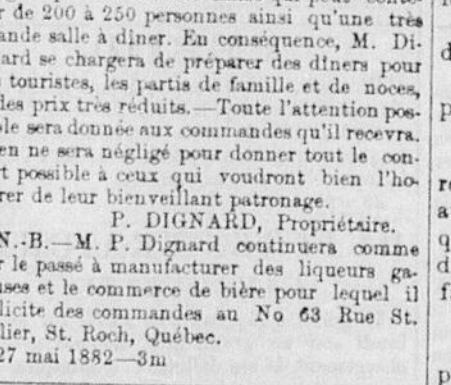 r de 200 à 250 personnes ainsi qu'une très
ande salle à dîner. En conséquence, M. Di-
ard se chargera de préparer des dîners pour
touristes, les partis de famille et de noces,
des prix très réduits.—Toute l'attention pos-
ble sera donnée aux commandes qu'il recevra.
en ne sera négligé pour donner tout le con-
rt possible à ceux qui voudront bien l'ho-
rer de leur bienveillant patronage.
P. DIGNARD, Propriétaire.
N.-B.—M. P. Dignard continuera comme
r le passé à manufacturer des liqueurs ga-
uses et le commerce de bière pour lequel il
licite des commandes au No 63 Rue St.
lier, St. Roch, Québec.
27 mai 1882—3m